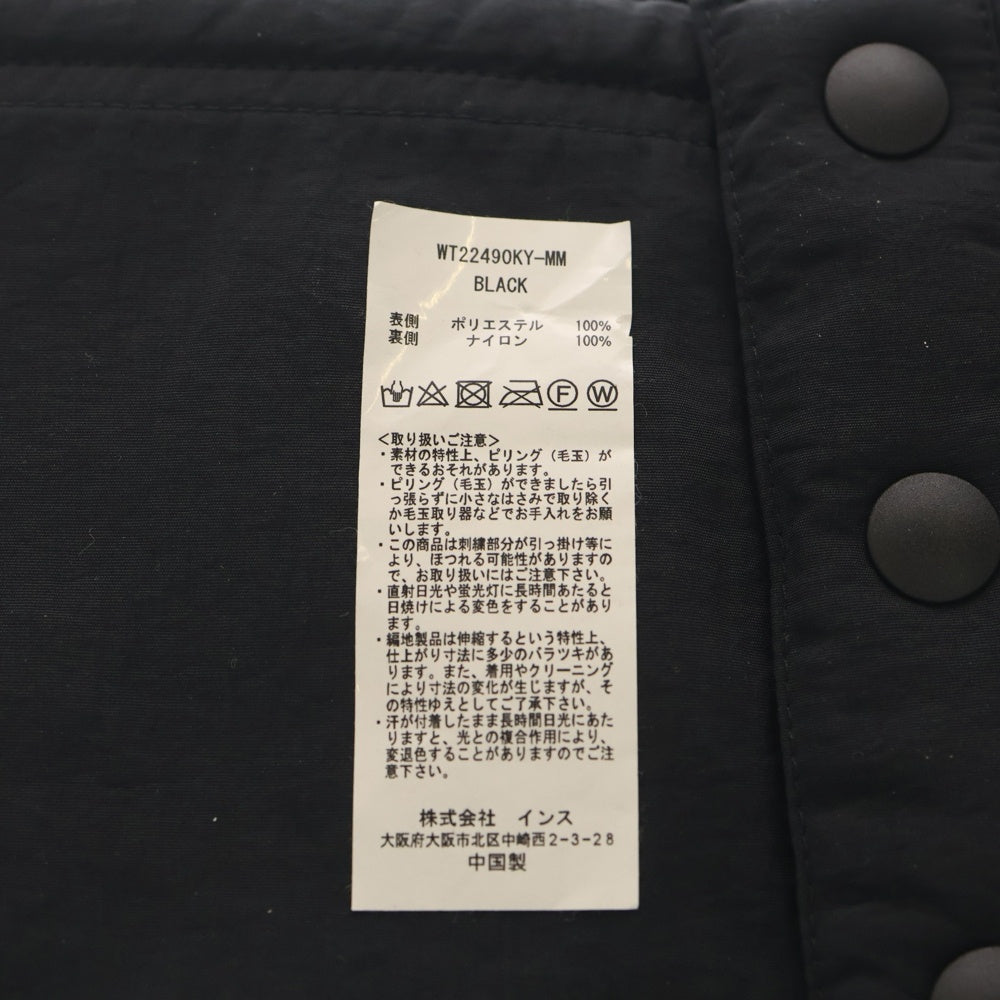 WT22490KY-MM
BLACK
表側 ポリエステル 100%
裏側 ナイロン 100%
F W
<取り扱いご注意>
・素材の特性上、ピリング（毛玉）が
できるおそれがあります。
・ピリング（毛玉）ができましたら引
っ張らずに小さなはさみで取り除く
か毛玉取り器などでお手入れをお願
いします。
・この商品は刺繍部分が引っ掛け等に
より、ほつれる可能性がありますの
で、お取り扱いにはご注意下さい。
・直射日光や蛍光灯に長時間あたると
日焼けによる変色をすることがあり
ます。
・編地製品は伸縮するという特性上、
仕上がり寸法に多少のバラツキがあ
ります。また、着用やクリーニング
により寸法の変化が生じますが、そ
の特性ゆえとしてご了承下さい。
・汗が付着したまま長時間日光にあた
りますと、光との複合作用により、
変退色することがありますのでご注
意下さい。
株式会社 インス
大阪府大阪市北区中崎西2-3-28
中国製